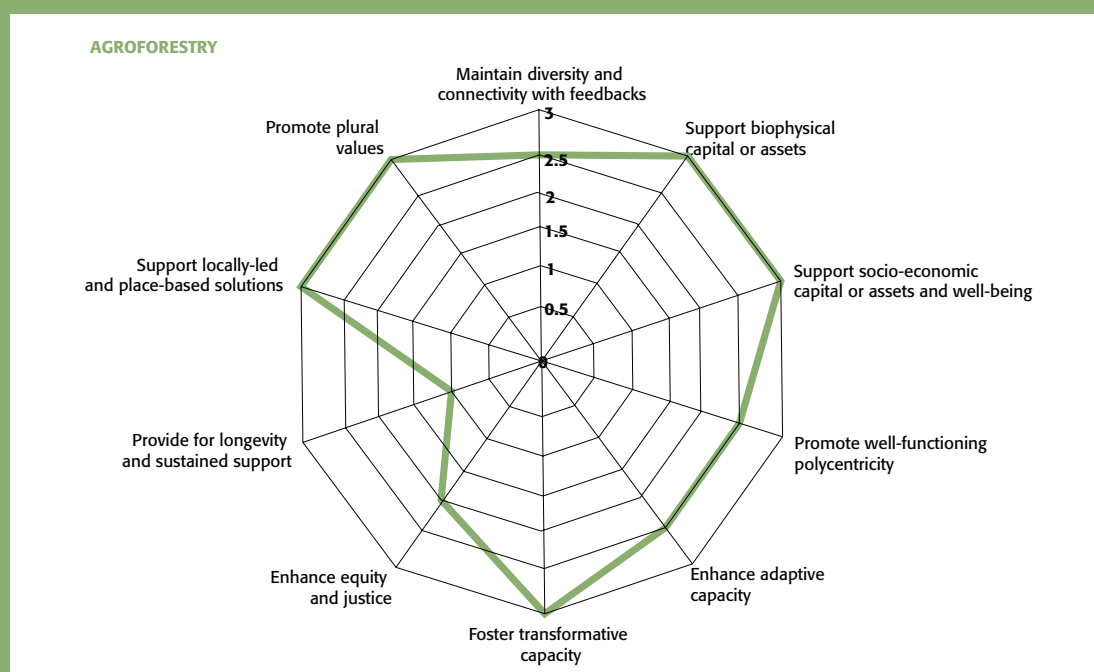 AGROFORESTRY
Maintain diversity and
connectivity with feedbacks
Support biophysical
capital or assets
Support socio-economic
capital or assets and well-being
Promote well-functioning
polycentricity
Enhance adaptive
capacity
Foster transformative
capacity
Enhance equity
and justice
Provide for longevity
and sustained support
Support locally-led
and place-based solutions
Promote plural
values
3
2.5
2
1.5
1
0.5
0